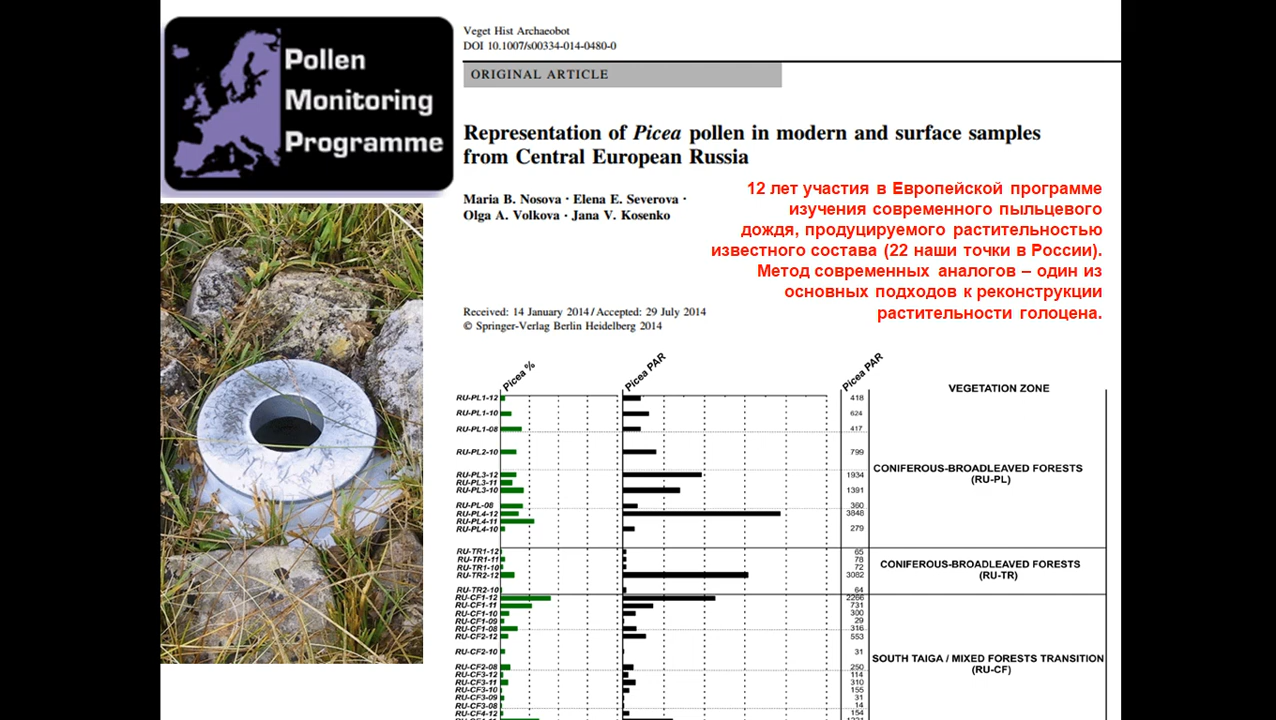 Pollen
Monitoring
Programme
Veget Hist Archaeobot
DOI 10.1007/s00334-014-0480-0
ORIGINAL ARTICLE
Representation of Picea pollen in modern and surface samples
from Central European Russia
Maria B. Nosova · Elena E. Severova ·
Olga A. Volkova · Jana V. Kosenko
12 лет участия в Европейской программе
изучения современного пыльцевого
дождя, продуцируемого растительностью
известного состава (22 наши точки в России).
Метод современных аналогов – один из
основных подходов к реконструкции
растительности голоцена.
Received: 14 January 2014 / Accepted: 29 July 2014
© Springer-Verlag Berlin Heidelberg 2014
Picea % Picea PAR Picea PAR
VEGETATION ZONE
RU-PL1-12 418
RU-PL1-10 624
RU-PL1-08 417
RU-PL2-10 799
CONIFEROUS-BROADLEAVED FORESTS
(RU-PL)
RU-PL3-12 1934
RU-PL3-11
RU-PL3-10 1391
RU-PL-08 360
RU-PL4-12 3848
RU-PL4-11
RU-PL4-10 279
RU-TR1-12 65
RU-TR1-11 78
RU-TR1-10 72
RU-TR2-12 3082
RU-TR2-10 64
CONIFEROUS-BROADLEAVED FORESTS
(RU-TR)
RU-CF1-12 2266
RU-CF1-11 731
RU-CF1-10 300
RU-CF1-09 29
RU-CF1-08 316
RU-CF2-12 553
RU-CF2-10 31
RU-CF2-08 250
SOUTH TAIGA / MIXED FORESTS TRANSITION
(RU-CF)
RU-CF3-12 114
RU-CF3-11 310
RU-CF3-10 155
RU-CF3-09 31
RU-CF3-08 14
RU-CF4-12 154